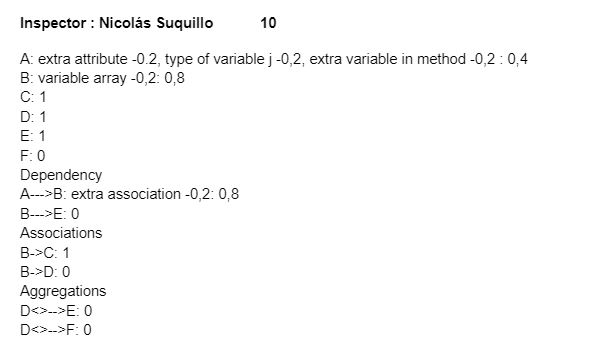 Inspector : Nicolás Suquillo 10
A: extra attribute -0.2, type of variable j -0,2, extra variable in method -0,2 : 0,4
B: variable array -0,2: 0,8
C: 1
D: 1
E: 1
F: 0
Dependency
A--->B: extra association -0,2: 0,8
B--->E: 0
Associations
B->C: 1
B->D: 0
Aggregations
D<>-->E: 0
D<>-->F: 0